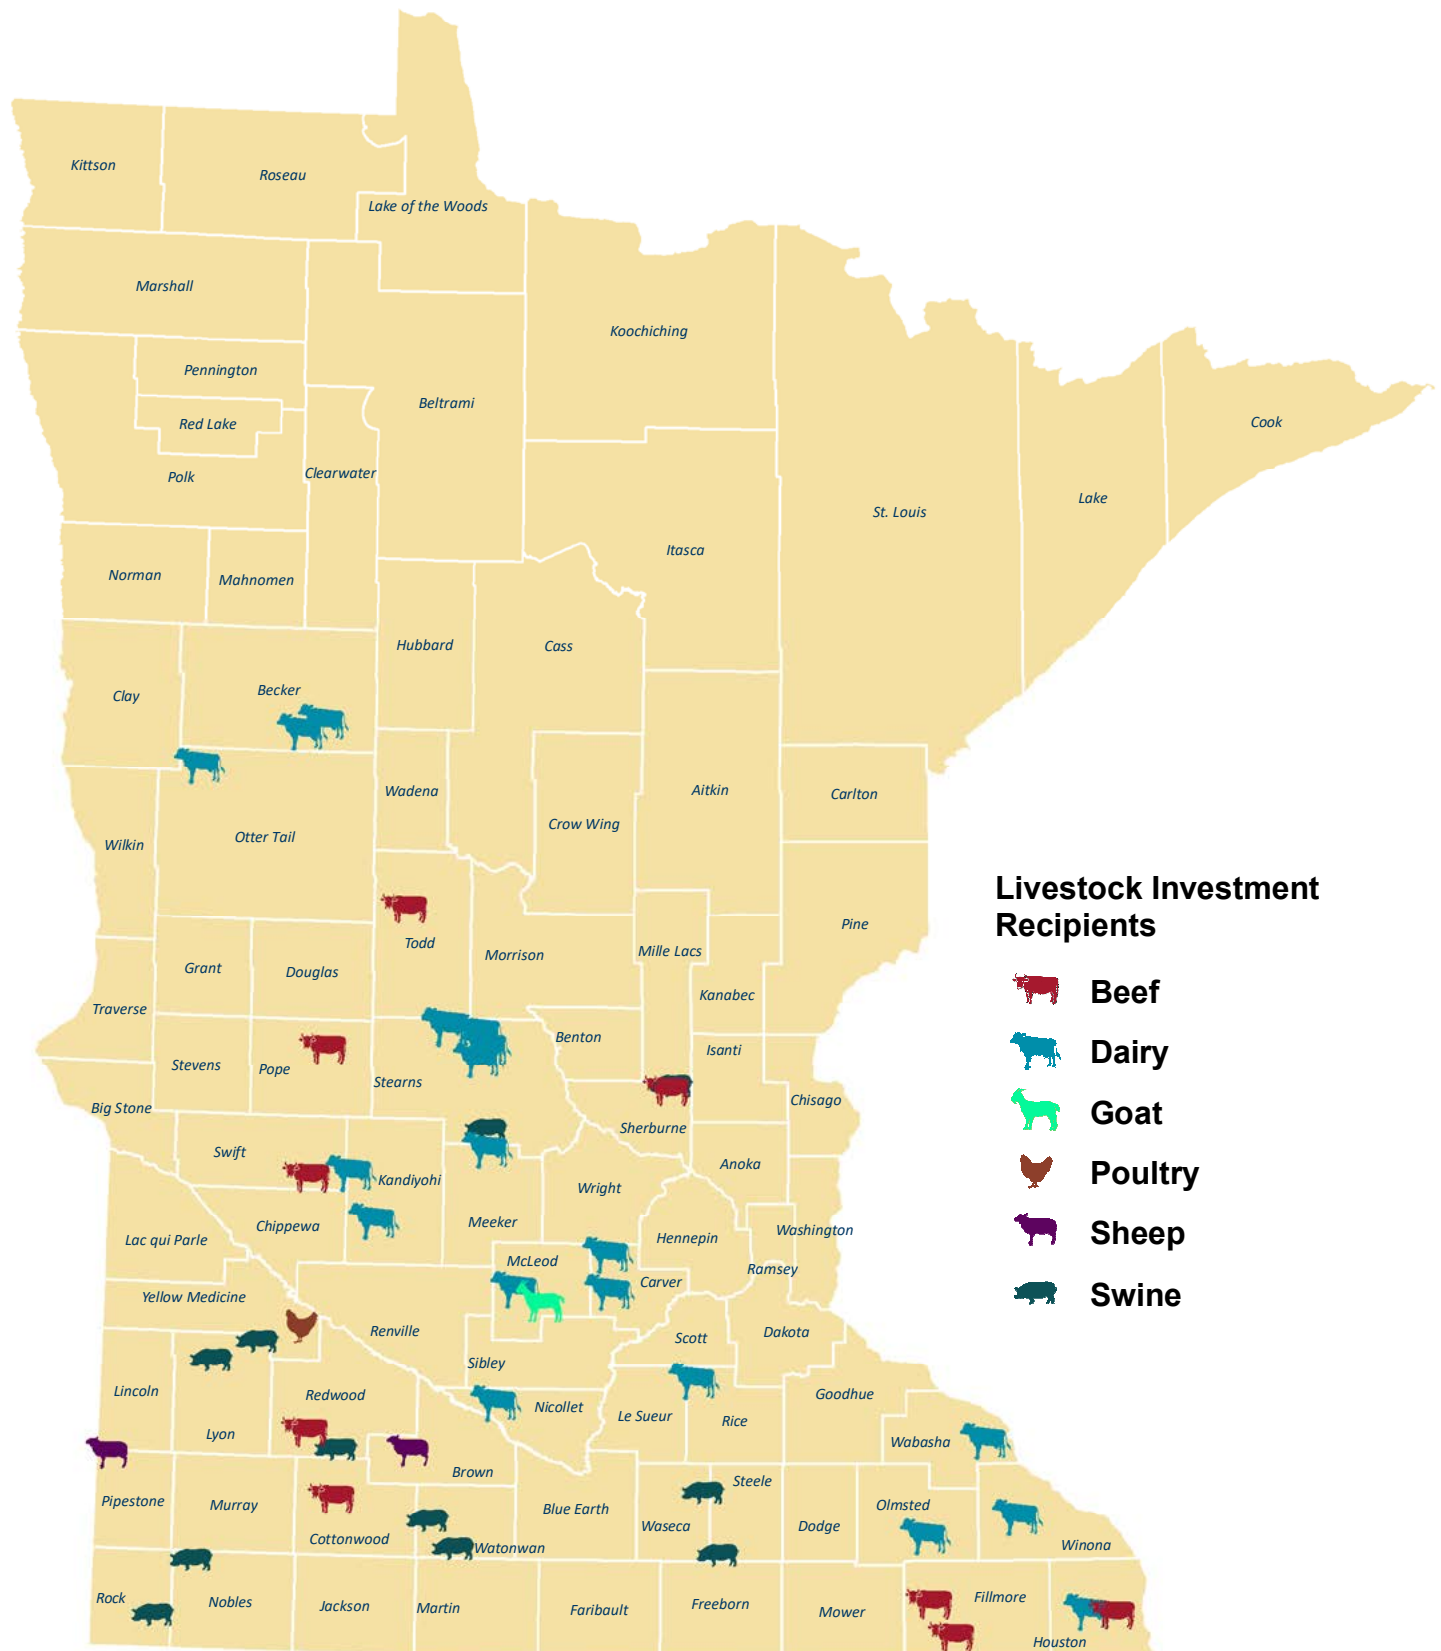 Kittson
Roseau
Lake of the Woods
Marshall
Koochiching
Pennington
Beltrami
Red Lake
Cook
Clearwater
Polk
Lake
St. Louis
Itasca
Norman
Mahnomen
Hubbard
Cass
Becker
Clay
Wadena
Aitkin
Carlton
Crow Wing
Otter Tail
Wilkin
Livestock Investment
Recipients
Pine
Todd
Mille Lacs
Morrison
Grant
Douglas
Beef
Kanabec
Traverse
Benton
Isanti
Dairy
Stevens
Pope
Stearns
Chisago
Big Stone
Goat
Sherburne
Swift
Anoka
Poultry
Kandiyohi
Wright
Meeker
Chippewa
Washington
Sheep
Lac qui Parle
Hennepin
McLeod
Ramsey
Carver
Yellow Medicine
Swine
Renville
Dakota
Scott
Sibley
Lincoln
Redwood
Goodhue
Nicollet
Le Sueur
Rice
Lyon
Wabasha
Brown
Steele
Pipestone
Murray
Olmsted
Blue Earth
Waseca
Dodge
Cottonwood
Winona
Watonwan
Rock
Fillmore
Nobles
Freeborn
Jackson
Martin
Faribault
Mower
Houston